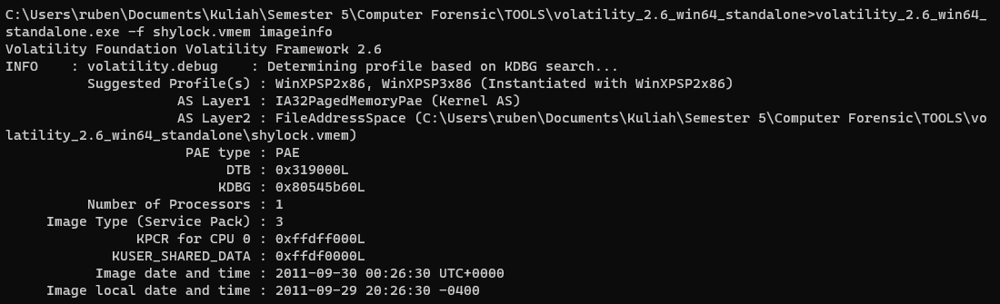 C:\Users\ruben\Documents\Kuliah\Semester 5\Computer Forensic\TOOLS\volatility_2.6_win64_standalone>volatility_2.6_win64_
standalone.exe -f shylock.vmem imageinfo
Volatility Foundation Volatility Framework 2.6
INFO    : volatility.debug    : Determining profile based on KDBG search...
          Suggested Profile(s) : WinXPSP2x86, WinXPSP3x86 (Instantiated with WinXPSP2x86)
                     AS Layer1 : IA32PagedMemoryPae (Kernel AS)
                     AS Layer2 : FileAddressSpace (C:\Users\ruben\Documents\Kuliah\Semester 5\Computer Forensic\TOOLS\vo
latility_2.6_win64_standalone\shylock.vmem)
                      PAE type : PAE
                           DTB : 0x319000L
                          KDBG : 0x80545b60L
          Number of Processors : 1
     Image Type (Service Pack) : 3
                KPCR for CPU 0 : 0xffdff000L
             KUSER_SHARED_DATA : 0xffdf0000L
           Image date and time : 2011-09-30 00:26:30 UTC+0000
     Image local date and time : 2011-09-29 20:26:30 -0400